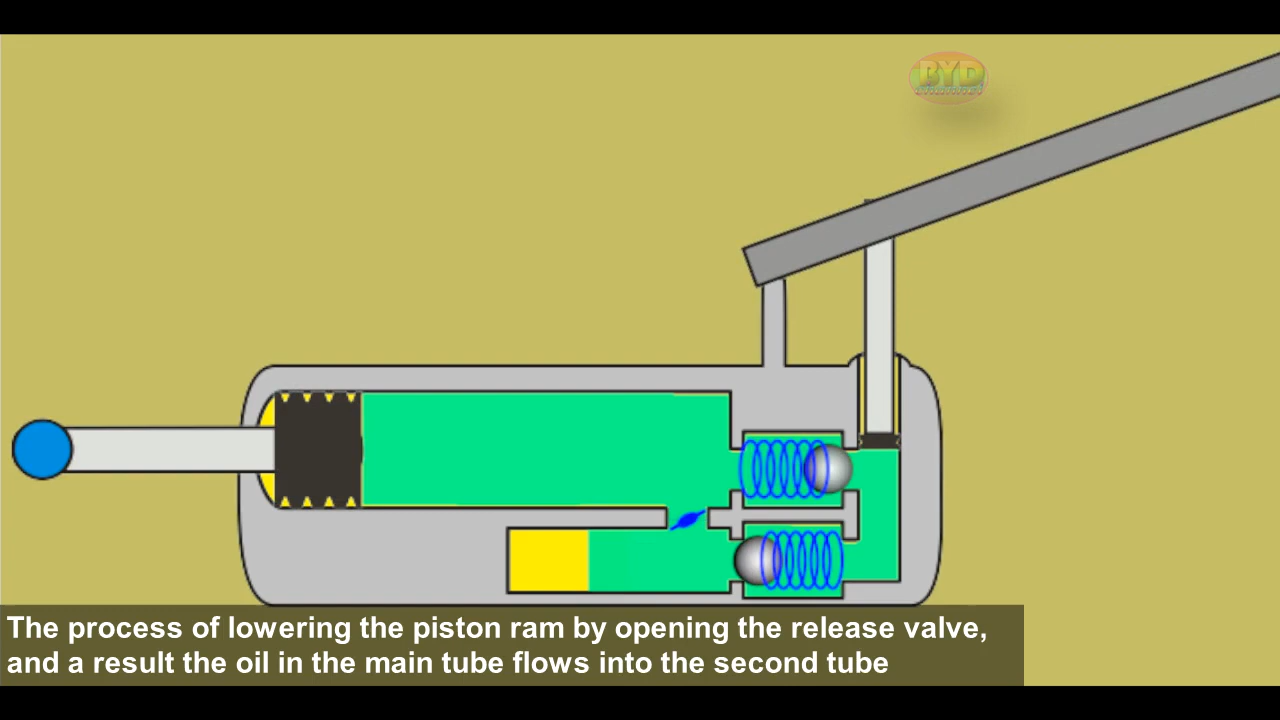 BYD
The process of lowering the piston ram by opening the release valve,
and a result the oil in the main tube flows into the second tube